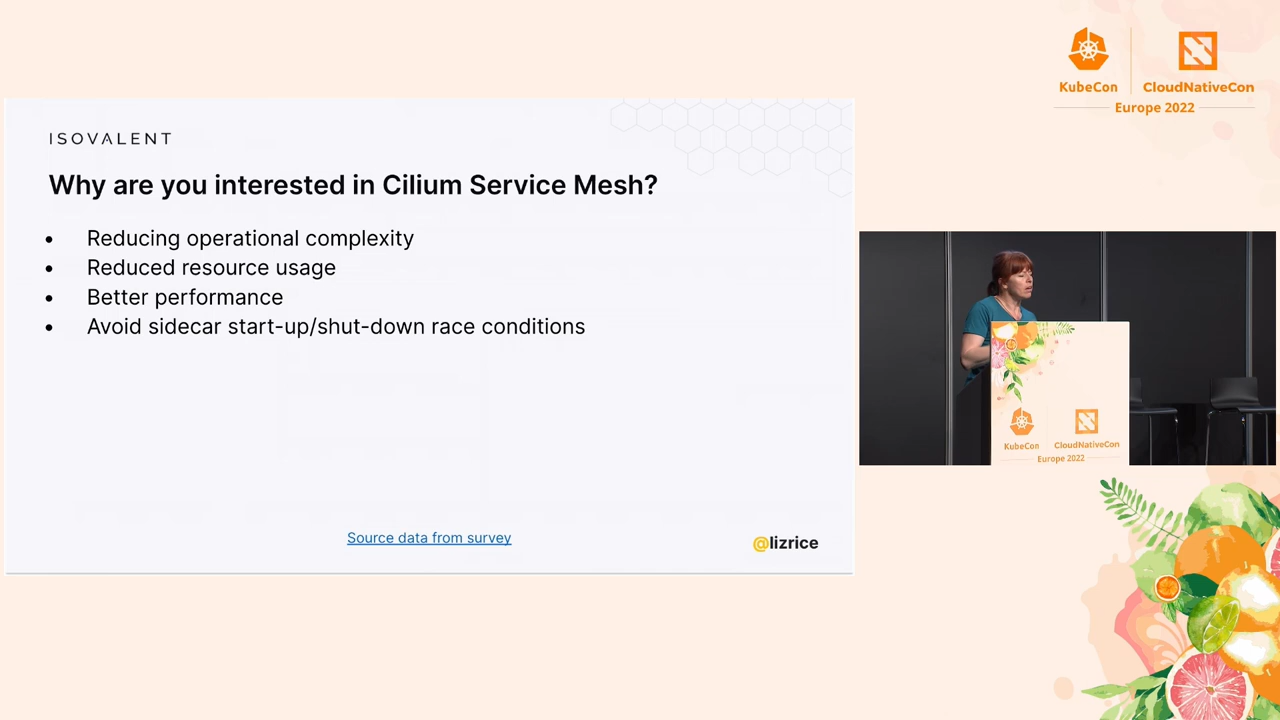 KubeCon
CloudNativeCon
Europe 2022
ISOVALENT
Why are you interested in Cilium Service Mesh?
• Reducing operational complexity
• Reduced resource usage
• Better performance
• Avoid sidecar start-up/shut-down race conditions
Source data from survey
@lizrice
KubeCon
CloudNativeCon
Europe 2022